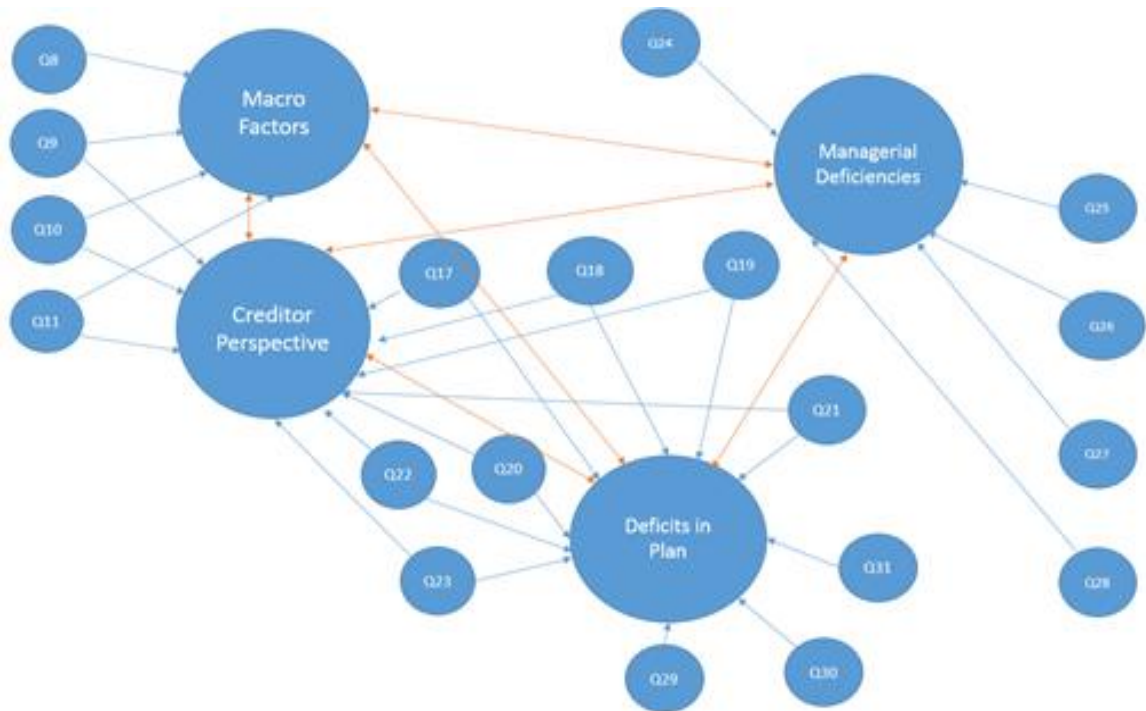 Q8
Q24
Macro
Factors
Q9
Managerial
Deficiencies
Q10
Q25
Q17
Q18
Q19
Q11
Creditor
Perspective
Q26
Q21
Q22
Q20
Q27
Deficits in
Plan
Q23
Q31
Q28
Q29
Q30